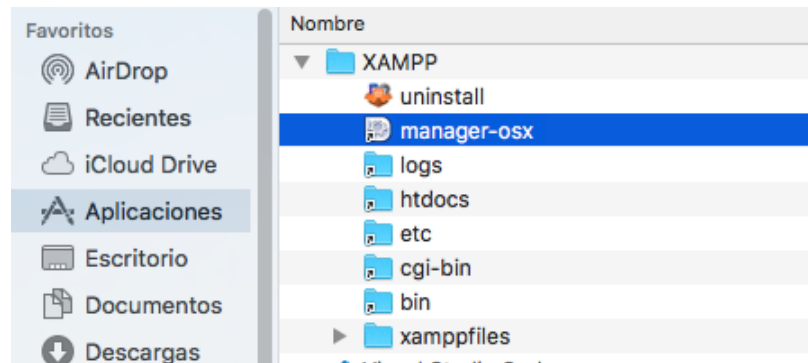 Favoritos
AirDrop
Recientes
iCloud Drive
Aplicaciones
Escritorio
Documentos
Descargas
Nombre
XAMPP
uninstall
manager-osx
logs
htdocs
etc
cgi-bin
bin
xamppfiles